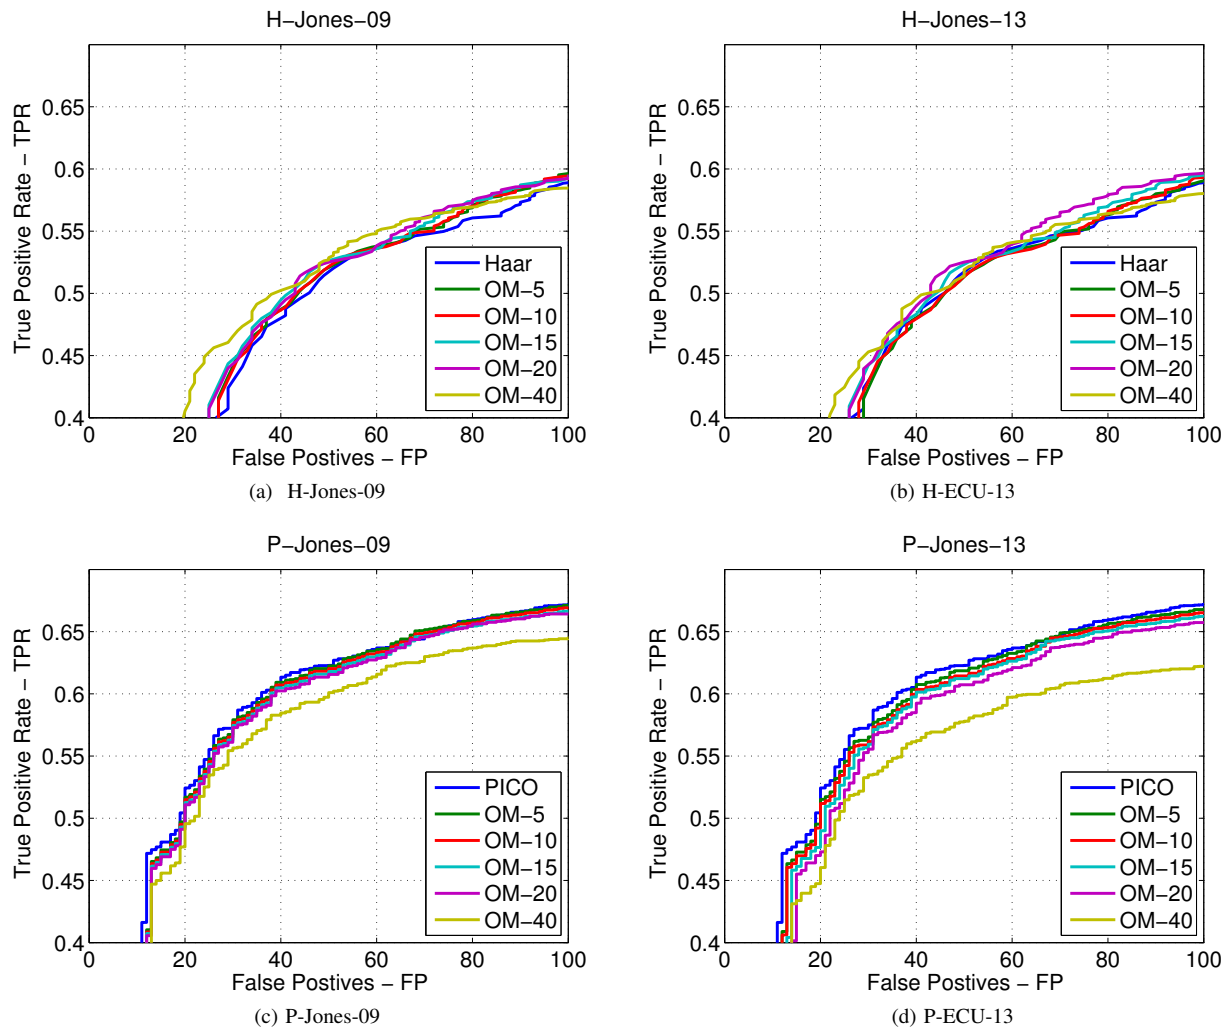 H−Jones−09
True Positive Rate − TPR
0.65
0.6
0.55
0.5
0.45
0.4
0 20 40 60 80 100
False Postives − FP
Haar
OM−5
OM−10
OM−15
OM−20
OM−40
(a) H-Jones-09
H−Jones−13
True Positive Rate − TPR
0.65
0.6
0.55
0.5
0.45
0.4
0 20 40 60 80 100
False Postives − FP
Haar
OM−5
OM−10
OM−15
OM−20
OM−40
(b) H-ECU-13
P−Jones−09
True Positive Rate − TPR
0.65
0.6
0.55
0.5
0.45
0.4
0 20 40 60 80 100
False Postives − FP
PICO
OM−5
OM−10
OM−15
OM−20
OM−40
(c) P-Jones-09
P−Jones−13
True Positive Rate − TPR
0.65
0.6
0.55
0.5
0.45
0.4
0 20 40 60 80 100
False Postives − FP
PICO
OM−5
OM−10
OM−15
OM−20
OM−40
(d) P-ECU-13